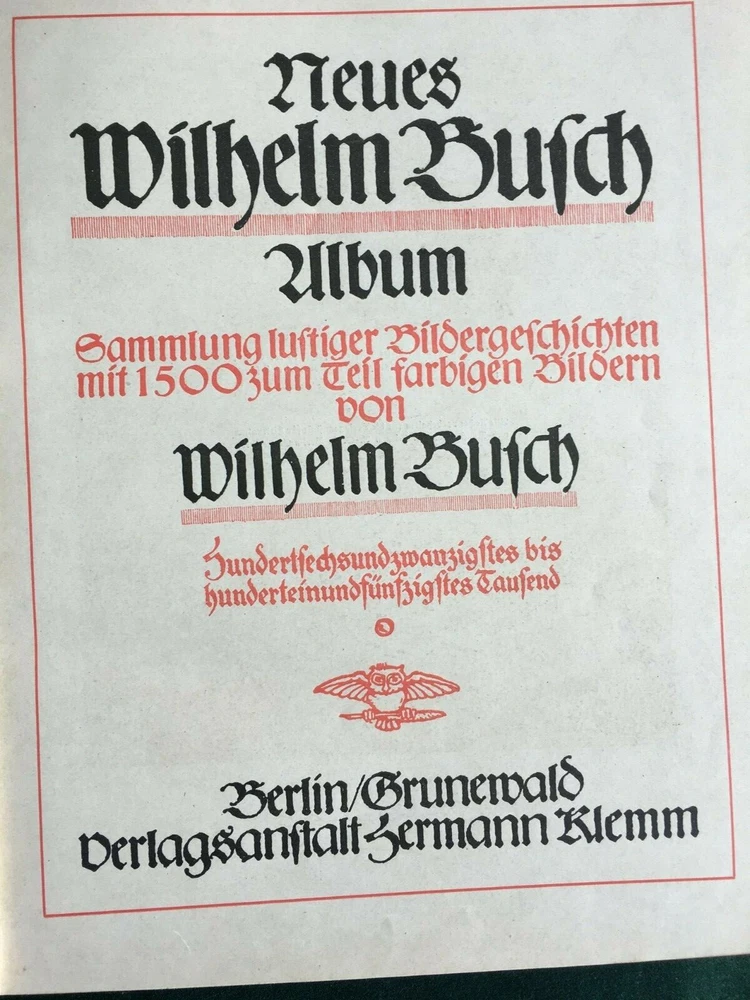 Neues
Wilhelm Busch
Album
Sammlung lustiger Bildergeschichten
mit 1500 zum Teil farbigen Bildern
von
Wilhelm Busch
Hundertsechsundzwanzigstes bis
hunderteinundfünfzigstes Tausend
Berlin/Grunewald
Verlagsanstalt Hermann Klemm